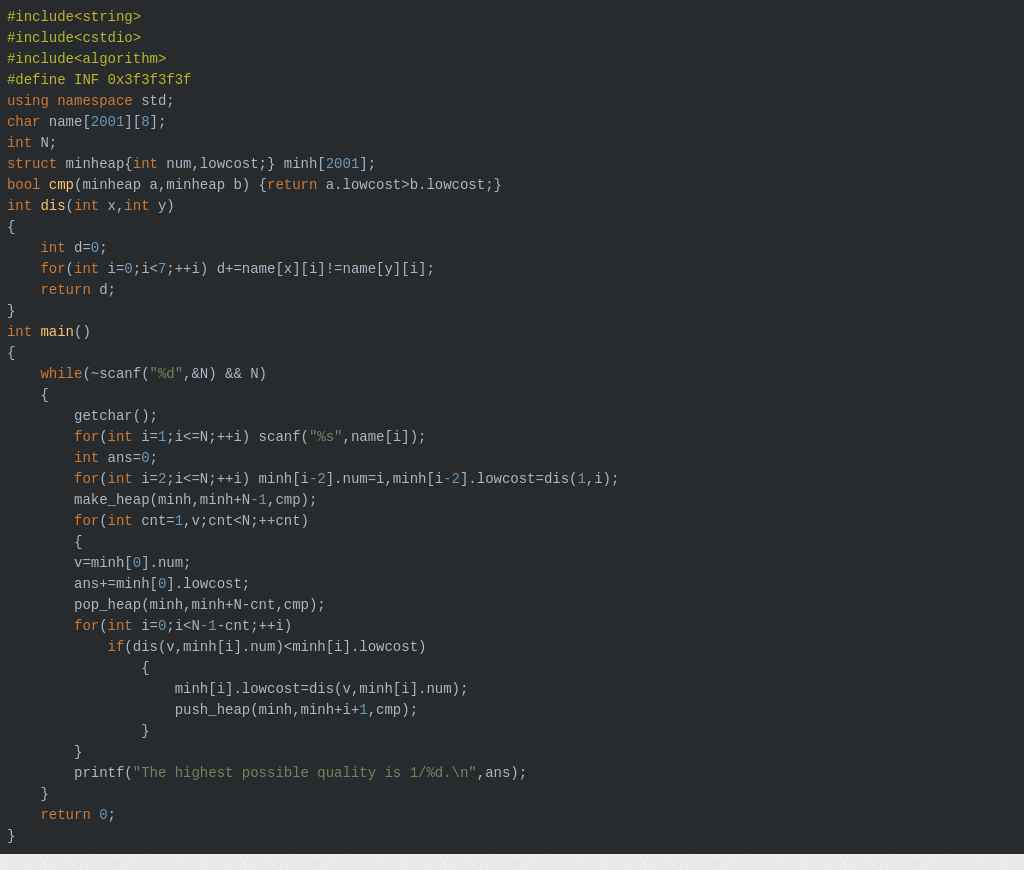 #include<string>
#include<cstdio>
#include<algorithm>
#define INF 0x3f3f3f3f
using namespace std;
char name[2001][8];
int N;
struct minheap{int num,lowcost;} minh[2001];
bool cmp(minheap a,minheap b) {return a.lowcost>b.lowcost;}
int dis(int x,int y)
{
    int d=0;
    for(int i=0;i<7;++i) d+=name[x][i]!=name[y][i];
    return d;
}
int main()
{
    while(~scanf("%d",&N) && N)
    {
        getchar();
        for(int i=1;i<=N;++i) scanf("%s",name[i]);
        int ans=0;
        for(int i=2;i<=N;++i) minh[i-2].num=i,minh[i-2].lowcost=dis(1,i);
        make_heap(minh,minh+N-1,cmp);
        for(int cnt=1,v;cnt<N;++cnt)
        {
        v=minh[0].num;
        ans+=minh[0].lowcost;
        pop_heap(minh,minh+N-cnt,cmp);
        for(int i=0;i<N-1-cnt;++i)
            if(dis(v,minh[i].num)<minh[i].lowcost)
                {
                    minh[i].lowcost=dis(v,minh[i].num);
                    push_heap(minh,minh+i+1,cmp);
                }
        }
        printf("The highest possible quality is 1/%d.\n",ans);
    }
    return 0;
}